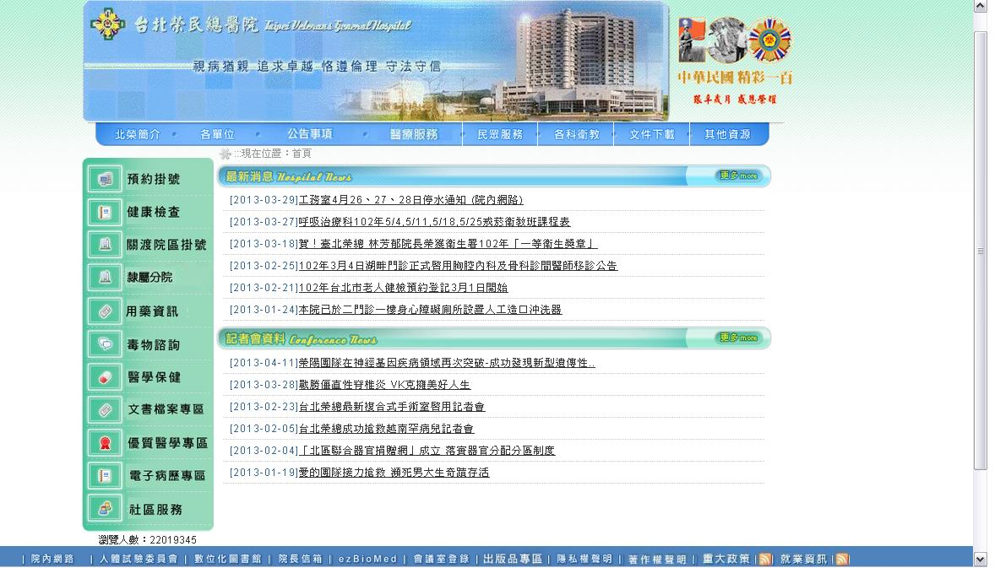 台北榮民總醫院 Taipei Veterans General Hospital
視病猶親 追求卓越 恪遵倫理 守法守信
中華民國 精彩一百
艱辛歲月 感恩榮耀
北榮簡介 各單位 公告事項 醫療服務 民眾服務 各科衛教 文件下載 其他資源
:::現在位置：首頁
預約掛號
健康檢查
關渡院區掛號
隸屬分院
用藥資訊
毒物諮詢
醫學保健
文書檔案專區
優質醫學專區
電子病歷專區
社區服務
瀏覽人數：22019345
最新消息 Hospital News 更多 more
[2013-03-29]工務室4月26、27、28日停水通知 (院內網路)
[2013-03-27]呼吸治療科102年5/4,5/11,5/18,5/25戒菸衛教班課程表
[2013-03-18]賀！臺北榮總 林芳郁院長榮獲衛生署102年「一等衛生獎章」
[2013-02-25]102年3月4日湖畔門診正式啓用胸腔內科及骨科診間醫師移診公告
[2013-02-21]102年台北市老人健檢預約登記3月1日開始
[2013-01-24]本院已於二門診一樓身心障礙廁所設置人工造口沖洗器
記者會資料 Conference News 更多 more
[2013-04-11]榮陽團隊在神經基因疾病領域再次突破-成功發現新型遺傳性..
[2013-03-28]戰勝僵直性脊椎炎 VK克擁美好人生
[2013-02-23]台北榮總最新複合式手術室啓用記者會
[2013-02-05]台北榮總成功搶救越南罕病兒記者會
[2013-02-04]「北區聯合器官捐贈網」成立 落實器官分配分區制度
[2013-01-19]愛的團隊接力搶救 瀕死男大生奇蹟存活
| 院內網路 | 人體試驗委員會 | 數位化圖書館 | 院長信箱 | ezBioMed | 會議室登錄 | 出版品專區 | 隱私權聲明 | 著作權聲明 | 重大政策 | 就業資訊 |